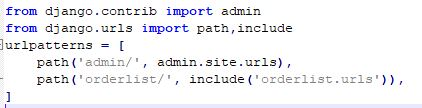 from django.contrib import admin
from django.urls import path,include
urlpatterns = [
    path('admin/', admin.site.urls),
    path('orderlist/', include('orderlist.urls')),
]